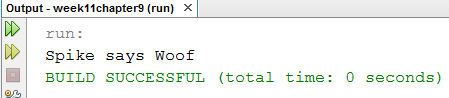 Output - week11chapter9 (run) ×
run:
Spike says Woof
BUILD SUCCESSFUL (total time: 0 seconds)